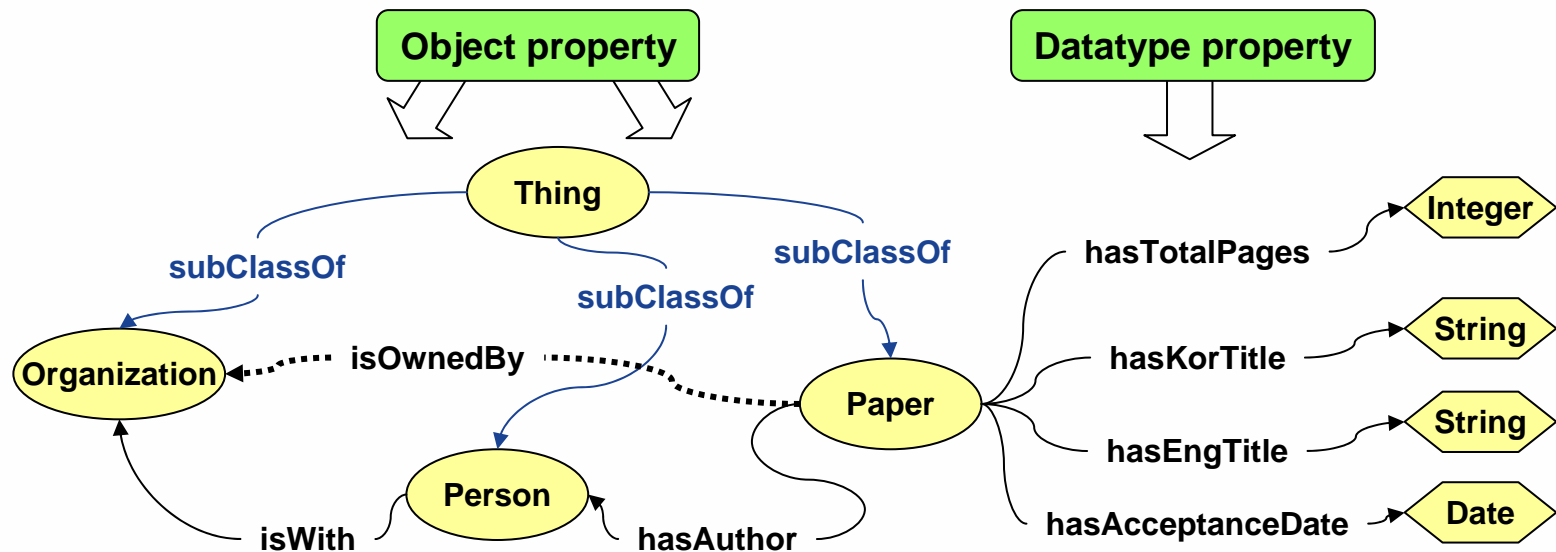 Object property
Datatype property
Thing
Integer
subClassOf
subClassOf
hasTotalPages
subClassOf
String
isOwnedBy
hasKorTitle
Organization
Paper
String
hasEngTitle
Person
Date
isWith
hasAuthor
hasAcceptanceDate